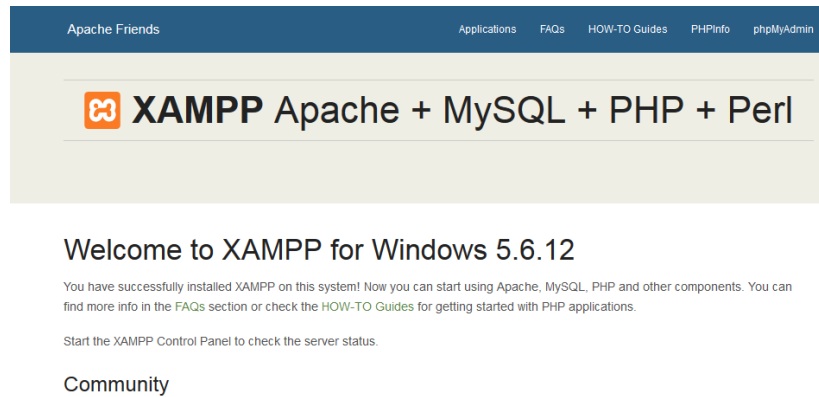 Apache Friends Applications FAQs HOW-TO Guides PHPInfo phpMyAdmin
XAMPP Apache + MySQL + PHP + Perl
Welcome to XAMPP for Windows 5.6.12
You have successfully installed XAMPP on this system! Now you can start using Apache, MySQL, PHP and other components. You can
find more info in the FAQs section or check the HOW-TO Guides for getting started with PHP applications.
Start the XAMPP Control Panel to check the server status.
Community